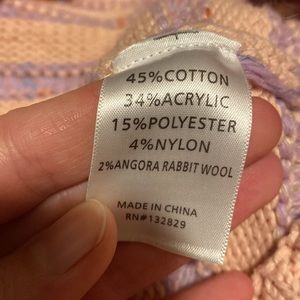 45%COTTON
34%ACRYLIC
15%POLYESTER
4%NYLON
2%ANGORA RABBIT WOOL
MADE IN CHINA
RN#132829